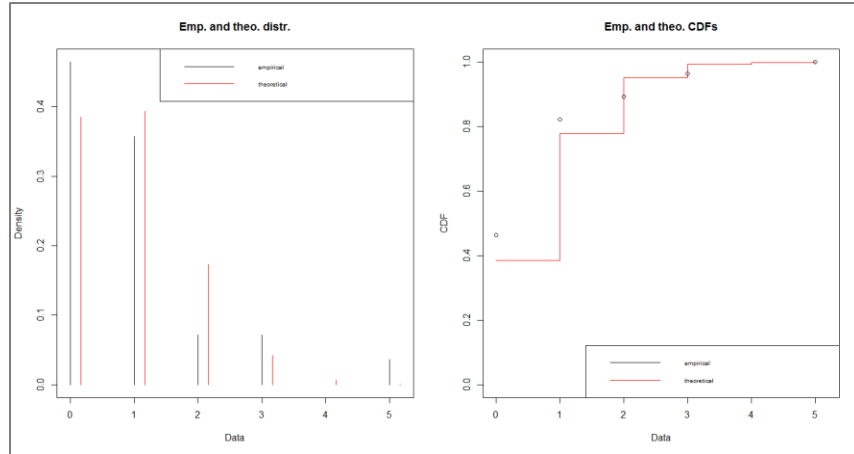 Emp. and theo. distr.
empirical
theoretical
Density
0.0
0.1
0.2
0.3
0.4
0
1
2
3
4
5
Data
Emp. and theo. CDFs
CDF
0.0
0.2
0.4
0.6
0.8
1.0
empirical
theoretical
0
1
2
3
4
5
Data